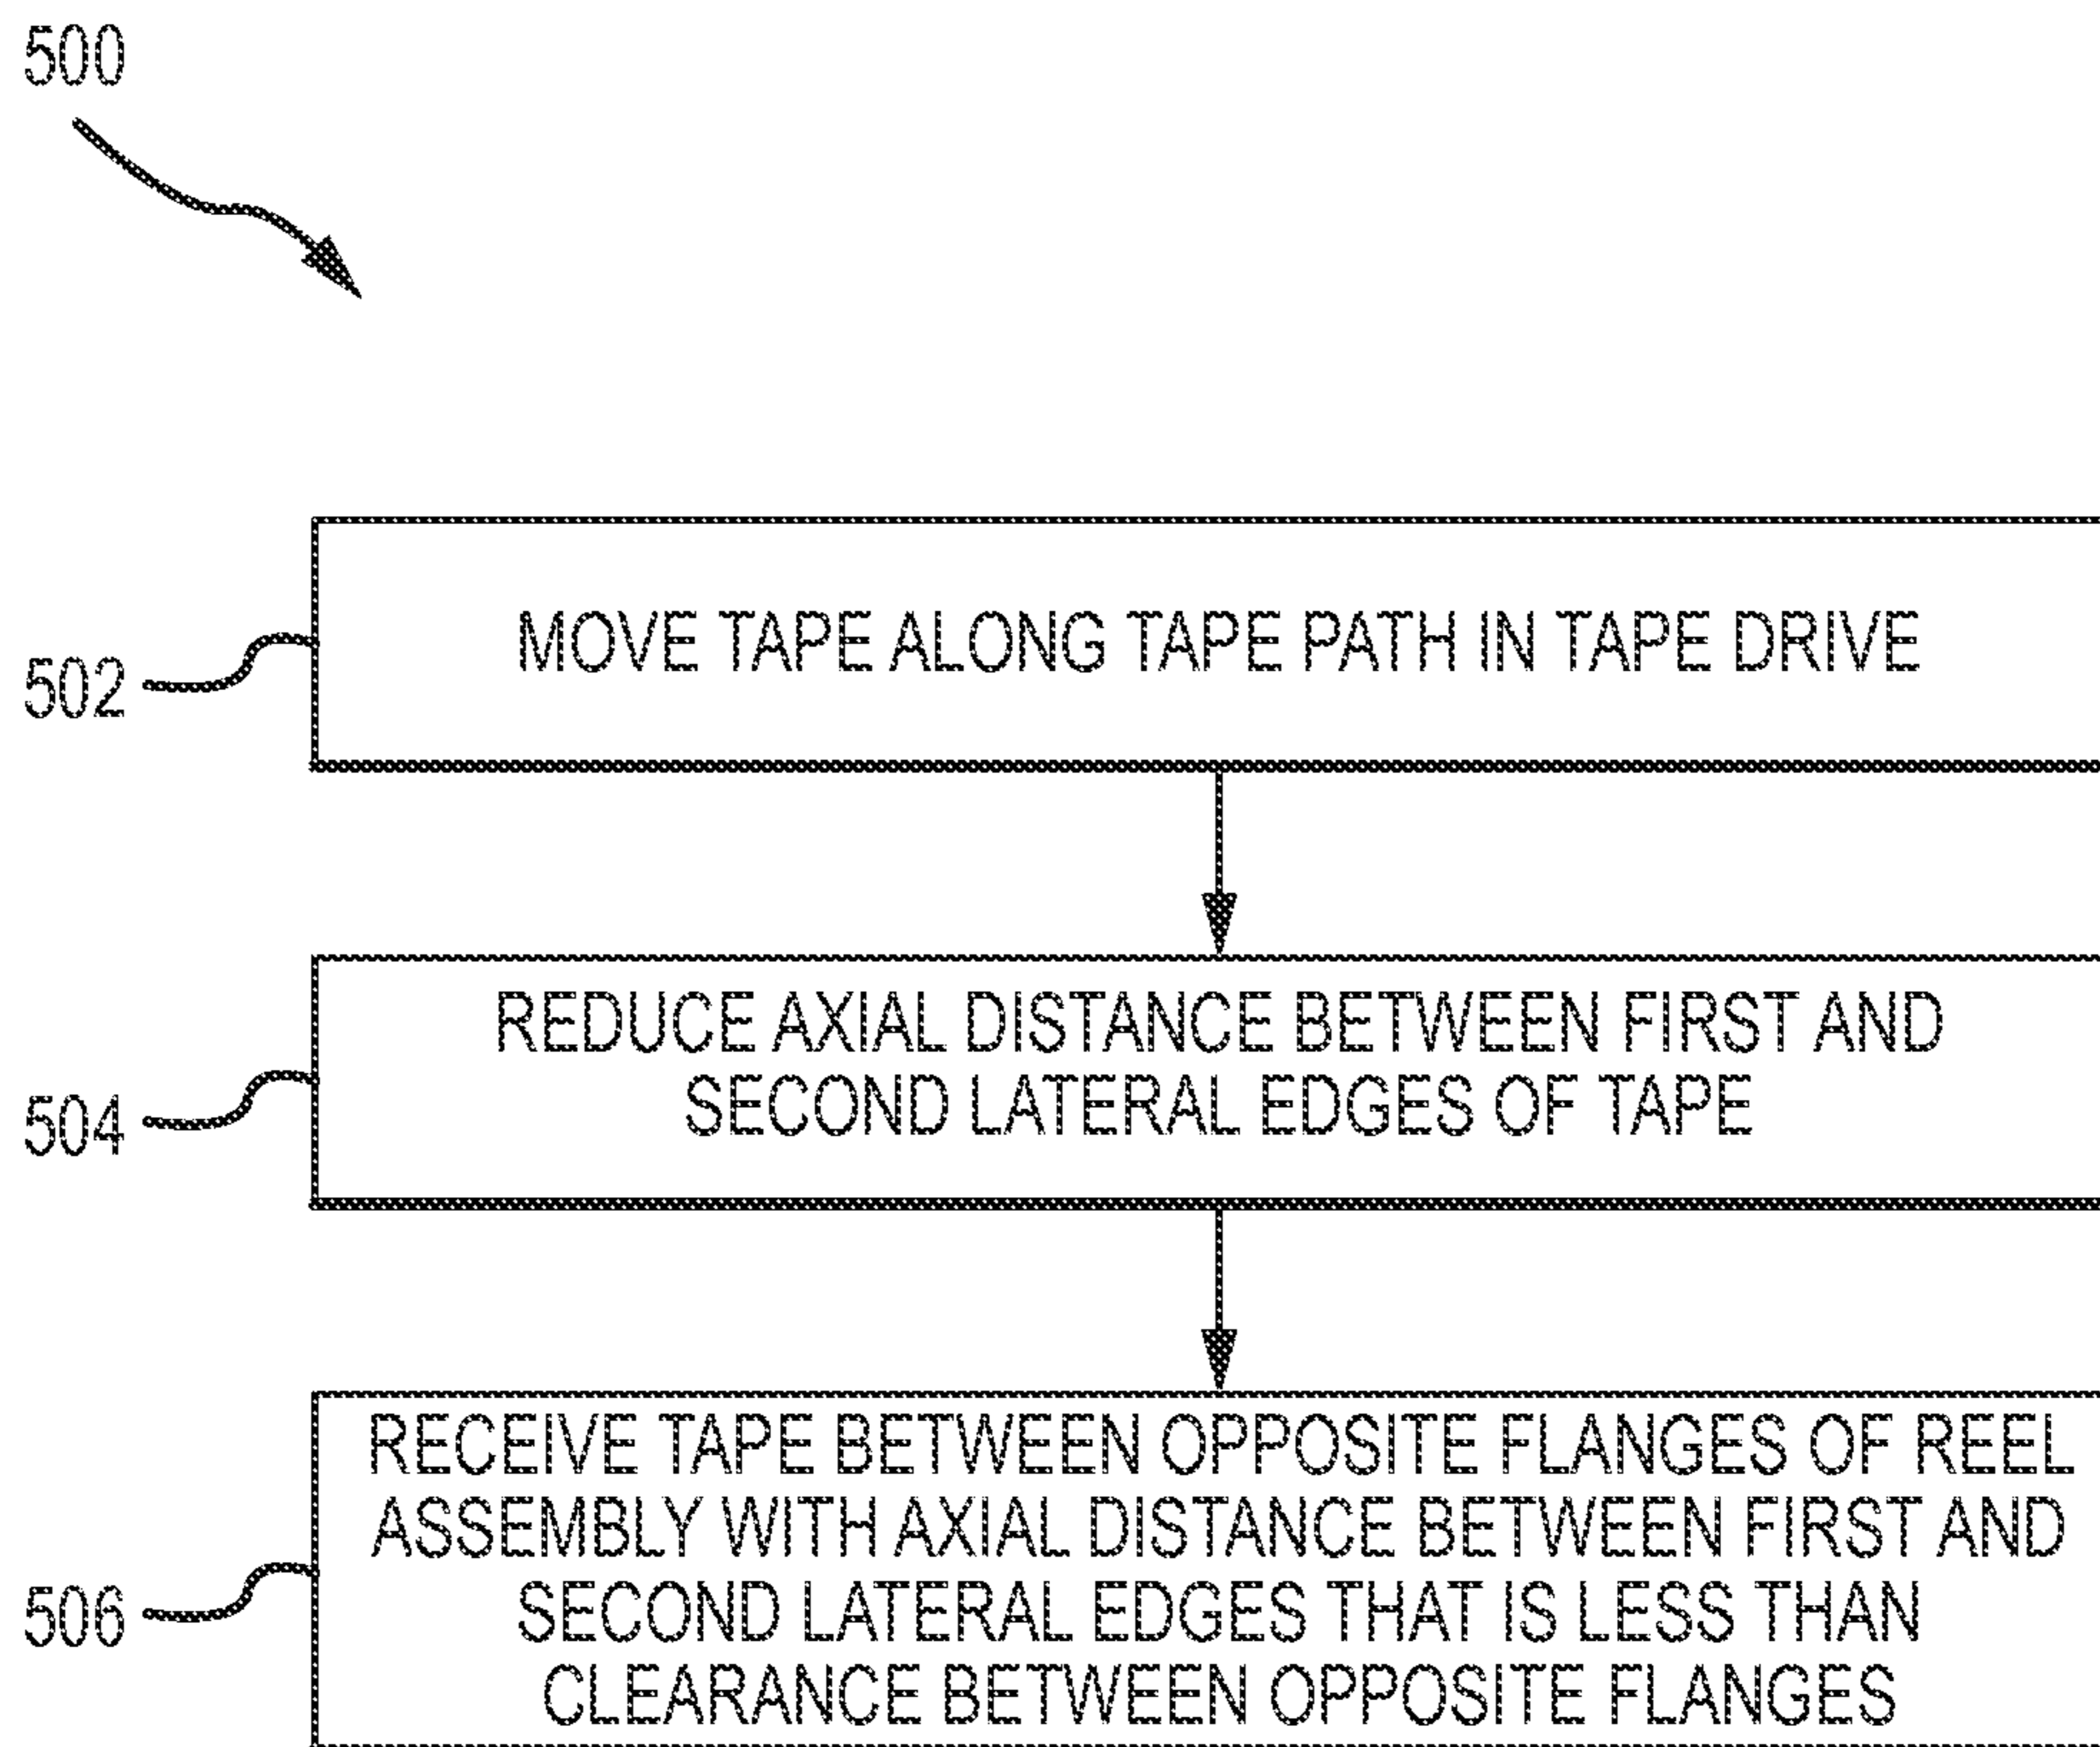 500
502
MOVE TAPE ALONG TAPE PATH IN TAPE DRIVE
504
REDUCE AXIAL DISTANCE BETWEEN FIRST AND
SECOND LATERAL EDGES OF TAPE
506
RECEIVE TAPE BETWEEN OPPOSITE FLANGES OF REEL
ASSEMBLY WITH AXIAL DISTANCE BETWEEN FIRST AND
SECOND LATERAL EDGES THAT IS LESS THAN
CLEARANCE BETWEEN OPPOSITE FLANGES